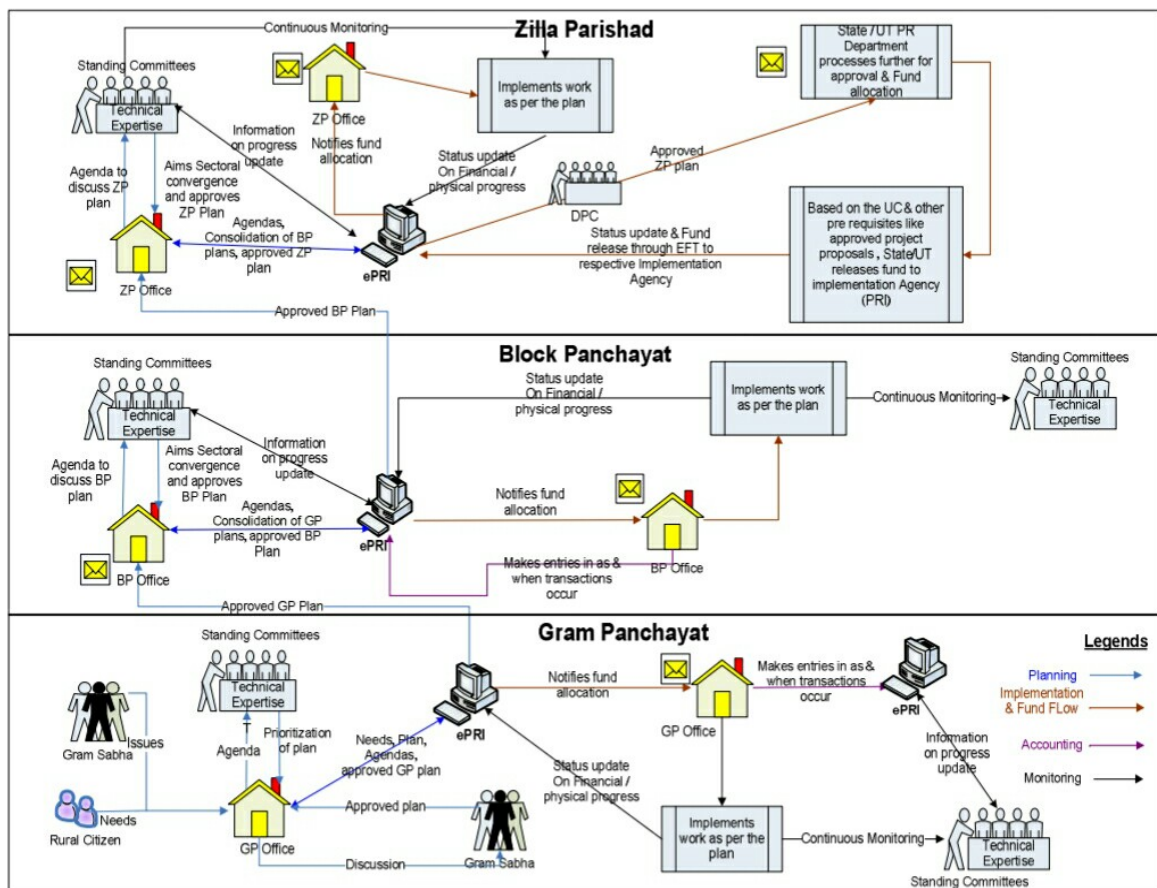 Zilla Parishad
Continuous Monitoring
Standing Committees
Technical
Expertise
ZP Office
Implements work
as per the plan
State / UT PR
Department
processes further for
approval & Fund
allocation
Information
on progress
update
Notifies fund
allocation
Agenda to
discuss ZP
plan
Aims Sectoral
convergence
and approves
ZP Plan
Status update
On Financial /
physical progress
Approved
ZP plan
DPC
Agendas,
Consolidation of BP
plans, approved ZP
plan
ePRI
Status update & Fund
release through EFT to
respective Implementation
Agency
Based on the UC & other
pre requisites like
approved project
proposals , State/UT
releases fund to
implementation Agency
(PRI)
ZP Office
Approved BP Plan
Block Panchayat
Standing Committees
Technical
Expertise
Status update
On Financial /
physical progress
Implements work
as per the plan
Continuous Monitoring
Standing Committees
Technical
Expertise
Information
on progress
update
Agenda to
discuss BP
plan
Aims Sectoral
convergence
and approves
BP Plan
Agendas,
Consolidation of GP
plans, approved BP
Plan
ePRI
Notifies fund
allocation
BP Office
Makes entries in as &
when transactions
occur
BP Office
Approved GP Plan
Gram Panchayat
Standing Committees
Technical
Expertise
Gram Sabha
Issues
T
Agenda
Prioritization
of plan
Rural Citizen
Needs
GP Office
Needs, Plan,
Agendas,
approved GP plan
ePRI
Approved plan
Discussion
Gram Sabha
Notifies fund
allocation
GP Office
Makes entries in as &
when transactions
occur
ePRI
Status update
On Financial /
physical progress
Implements
work as per the
plan
Continuous Monitoring
Information
on progress
update
Technical
Expertise
Standing Committees
Legends
Planning
Implementation
& Fund FLow
Accounting
Monitoring